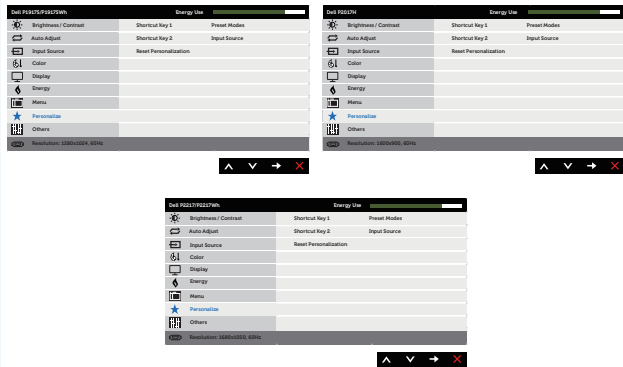 Dell P1917S/P1917SWh Energy Use
Brightness / Contrast Shortcut Key 1 Preset Modes
Auto Adjust Shortcut Key 2 Input Source
Input Source Reset Personalization
Color
Display
Energy
Menu
Personalize
Others
Resolution: 1280x1024, 60Hz
Dell P2017H Energy Use
Brightness / Contrast Shortcut Key 1 Preset Modes
Auto Adjust Shortcut Key 2 Input Source
Input Source Reset Personalization
Color
Display
Energy
Menu
Personalize
Others
Resolution: 1600x900, 60Hz
Dell P2217/P2217Wh Energy Use
Brightness / Contrast Shortcut Key 1 Preset Modes
Auto Adjust Shortcut Key 2 Input Source
Input Source Reset Personalization
Color
Display
Energy
Menu
Personalize
Others
Resolution: 1680x1050, 60Hz